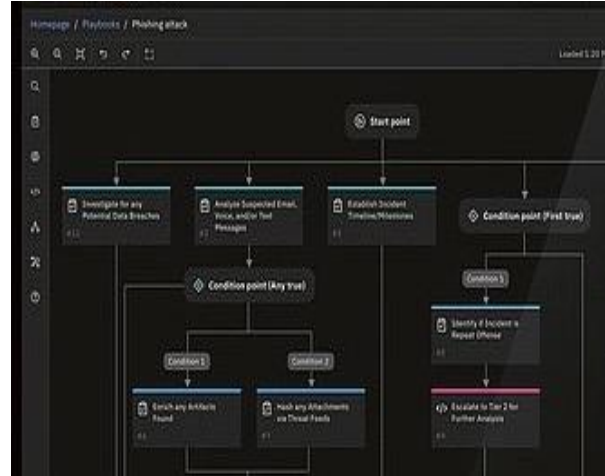 Homepage / Playbooks / Phishing attack
Start point
Investigate for any
Potential Data Breaches
Analyze Suspected Email,
Voice, and/or Text
Messages
Establish Incident
Timeline/Milestones
Condition point (First true)
Condition point (Any true)
Condition 5
Identify if Incident is
Repeat Offense
Condition 1
Condition 2
Enrich any Artifacts
Found
Hash any Attachments
via Threat Feeds
Escalate to Tier 2 for
Further Analysis